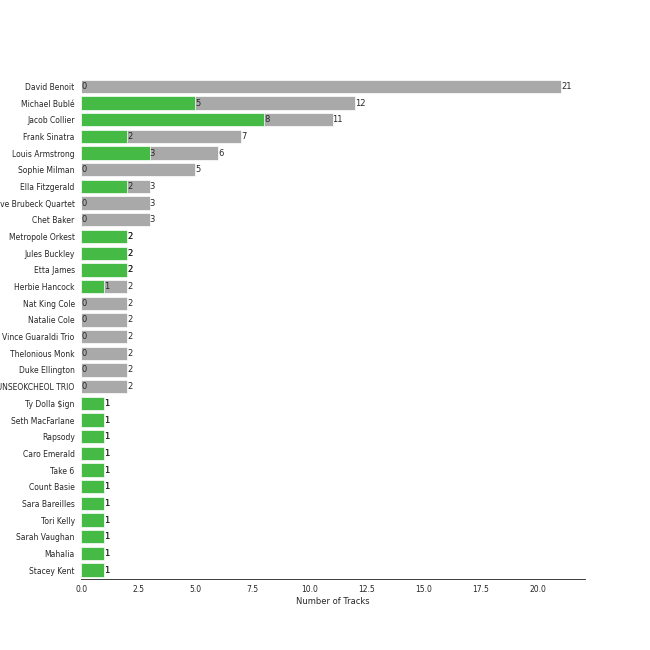 David Benoit 0 21
Michael Bublé 5 12
Jacob Collier 8 11
Frank Sinatra 2 7
Louis Armstrong 3 6
Sophie Milman 0 5
Ella Fitzgerald 2 3
ve Brubeck Quartet 0 3
Chet Baker 0 3
Metropole Orkest 2
Jules Buckley 2
Etta James 2
Herbie Hancock 1 2
Nat King Cole 0 2
Natalie Cole 0 2
Vince Guaraldi Trio 0 2
Thelonious Monk 0 2
Duke Ellington 0 2
UNSEOKCHEOL TRIO 0 2
Ty Dolla $ign 1
Seth MacFarlane 1
Rapsody 1
Caro Emerald 1
Take 6 1
Count Basie 1
Sara Bareilles 1
Tori Kelly 1
Sarah Vaughan 1
Mahalia 1
Stacey Kent 1
0.0 2.5 5.0 7.5 10.0 12.5 15.0 17.5 20.0
Number of Tracks